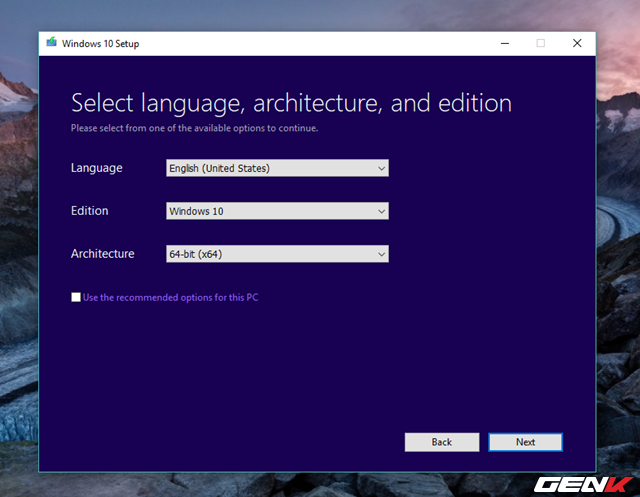 Windows 10 Setup
Select language, architecture, and edition
Please select from one of the available options to continue.
Language
English (United States)
Edition
Windows 10
Architecture
64-bit (x64)
Use the recommended options for this PC
Back
Next
GENK